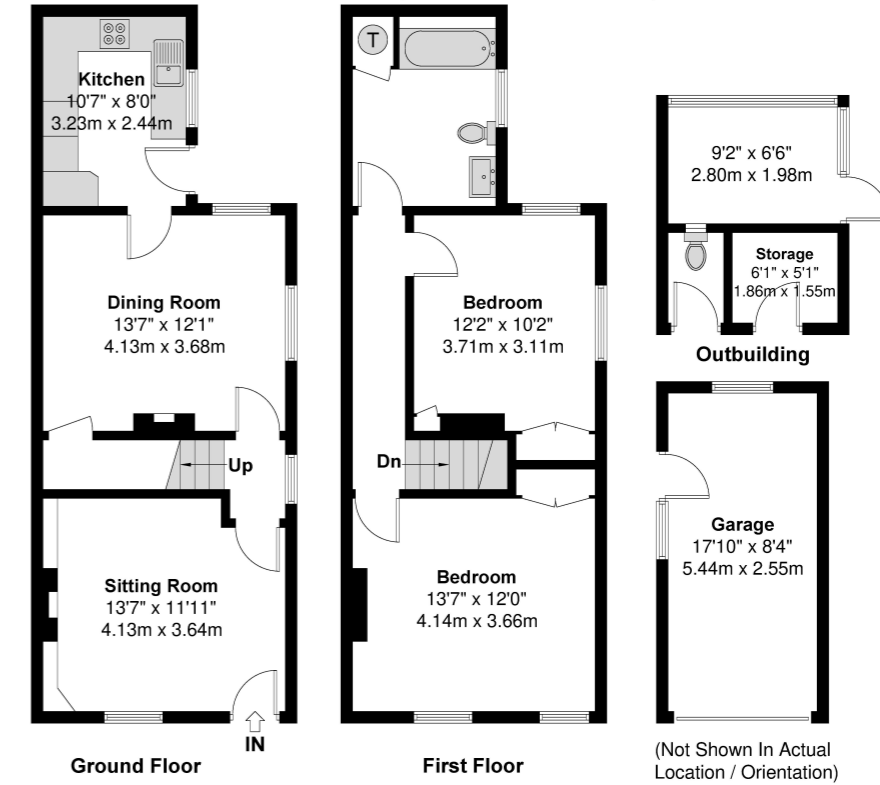 Kitchen
10'7" x 8'0"
3.23m x 2.44m
Dining Room
13'7" x 12'1"
4.13m x 3.68m
Up
Sitting Room
13'7" x 11'11"
4.13m x 3.64m
IN
Ground Floor
T
Bedroom
12'2" x 10'2"
3.71m x 3.11m
Dn
Bedroom
13'7" x 12'0"
4.14m x 3.66m
First Floor
9'2" x 6'6"
2.80m x 1.98m
Storage
6'1" x 5'1"
1.86m x 1.55m
Outbuilding
Garage
17'10" x 8'4"
5.44m x 2.55m
(Not Shown In Actual
Location / Orientation)